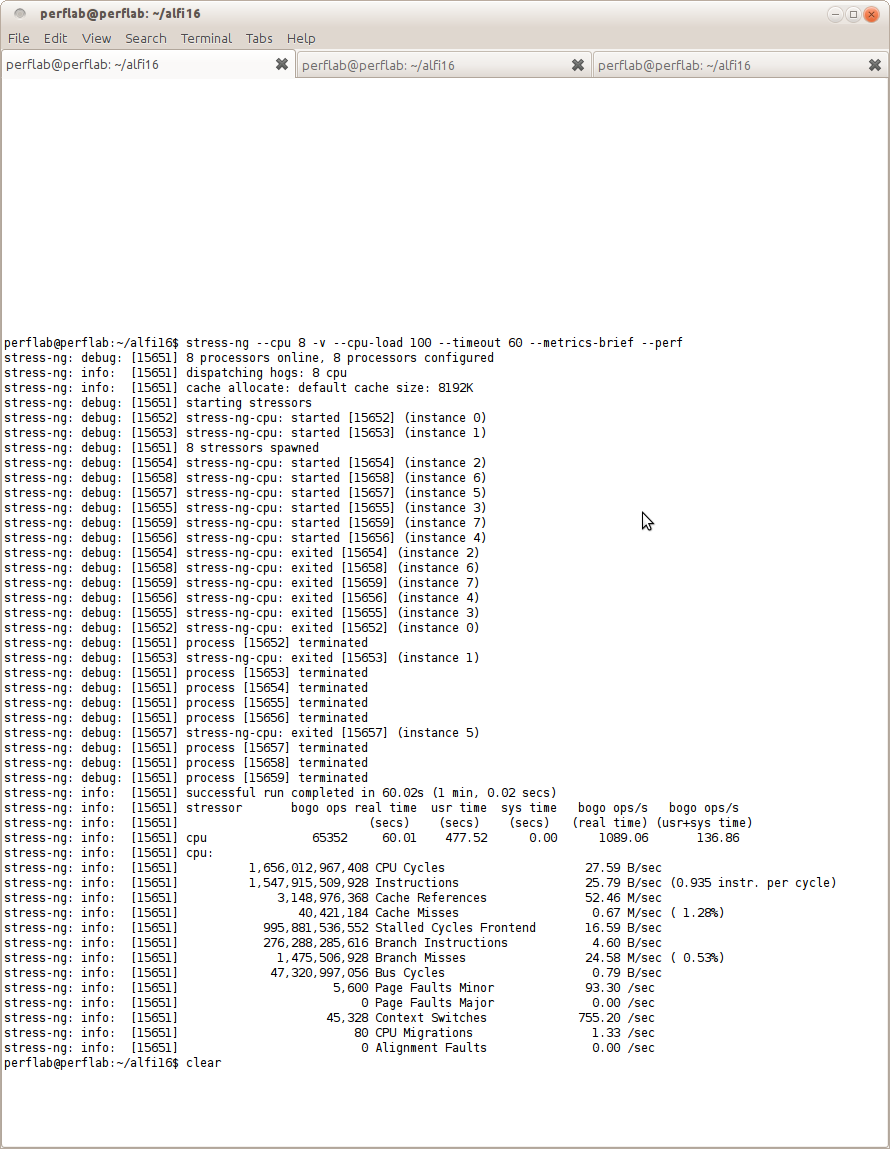 perflab@perflab: ~/alfi16
File Edit View Search Terminal Tabs Help
perflab@perflab: ~/alfi16 perflab@perflab: ~/alfi16 perflab@perflab: ~/alfi16
perflab@perflab:~/alfi16$ stress-ng --cpu 8 -v --cpu-load 100 --timeout 60 --metrics-brief --perf
stress-ng: debug: [15651] 8 processors online, 8 processors configured
stress-ng: info:  [15651] dispatching hogs: 8 cpu
stress-ng: info:  [15651] cache allocate: default cache size: 8192K
stress-ng: debug: [15651] starting stressors
stress-ng: debug: [15652] stress-ng-cpu: started [15652] (instance 0)
stress-ng: debug: [15653] stress-ng-cpu: started [15653] (instance 1)
stress-ng: debug: [15651] 8 stressors spawned
stress-ng: debug: [15654] stress-ng-cpu: started [15654] (instance 2)
stress-ng: debug: [15658] stress-ng-cpu: started [15658] (instance 6)
stress-ng: debug: [15657] stress-ng-cpu: started [15657] (instance 5)
stress-ng: debug: [15655] stress-ng-cpu: started [15655] (instance 3)
stress-ng: debug: [15659] stress-ng-cpu: started [15659] (instance 7)
stress-ng: debug: [15656] stress-ng-cpu: started [15656] (instance 4)
stress-ng: debug: [15654] stress-ng-cpu: exited [15654] (instance 2)
stress-ng: debug: [15658] stress-ng-cpu: exited [15658] (instance 6)
stress-ng: debug: [15659] stress-ng-cpu: exited [15659] (instance 7)
stress-ng: debug: [15656] stress-ng-cpu: exited [15656] (instance 4)
stress-ng: debug: [15655] stress-ng-cpu: exited [15655] (instance 3)
stress-ng: debug: [15652] stress-ng-cpu: exited [15652] (instance 0)
stress-ng: debug: [15651] process [15652] terminated
stress-ng: debug: [15653] stress-ng-cpu: exited [15653] (instance 1)
stress-ng: debug: [15651] process [15653] terminated
stress-ng: debug: [15651] process [15654] terminated
stress-ng: debug: [15651] process [15655] terminated
stress-ng: debug: [15651] process [15656] terminated
stress-ng: debug: [15657] stress-ng-cpu: exited [15657] (instance 5)
stress-ng: debug: [15651] process [15657] terminated
stress-ng: debug: [15651] process [15658] terminated
stress-ng: debug: [15651] process [15659] terminated
stress-ng: info:  [15651] successful run completed in 60.02s (1 min, 0.02 secs)
stress-ng: info:  [15651] stressor      bogo ops real time  usr time  sys time   bogo ops/s   bogo ops/s
stress-ng: info:  [15651]                          (secs)    (secs)    (secs)   (real time) (usr+sys time)
stress-ng: info:  [15651] cpu              65352     60.01    477.52      0.00      1089.06       136.86
stress-ng: info:  [15651] cpu:
stress-ng: info:  [15651]          1,656,012,967,408 CPU Cycles                    27.59 B/sec
stress-ng: info:  [15651]          1,547,915,509,928 Instructions                  25.79 B/sec (0.935 instr. per cycle)
stress-ng: info:  [15651]              3,148,976,368 Cache References              52.46 M/sec
stress-ng: info:  [15651]                 40,421,184 Cache Misses                   0.67 M/sec ( 1.28%)
stress-ng: info:  [15651]            995,881,536,552 Stalled Cycles Frontend       16.59 B/sec
stress-ng: info:  [15651]            276,288,285,616 Branch Instructions            4.60 B/sec
stress-ng: info:  [15651]              1,475,506,928 Branch Misses                 24.58 M/sec ( 0.53%)
stress-ng: info:  [15651]             47,320,997,056 Bus Cycles                     0.79 B/sec
stress-ng: info:  [15651]                      5,600 Page Faults Minor             93.30 /sec
stress-ng: info:  [15651]                          0 Page Faults Major              0.00 /sec
stress-ng: info:  [15651]                     45,328 Context Switches             755.20 /sec
stress-ng: info:  [15651]                         80 CPU Migrations                 1.33 /sec
stress-ng: info:  [15651]                          0 Alignment Faults               0.00 /sec
perflab@perflab:~/alfi16$ clear